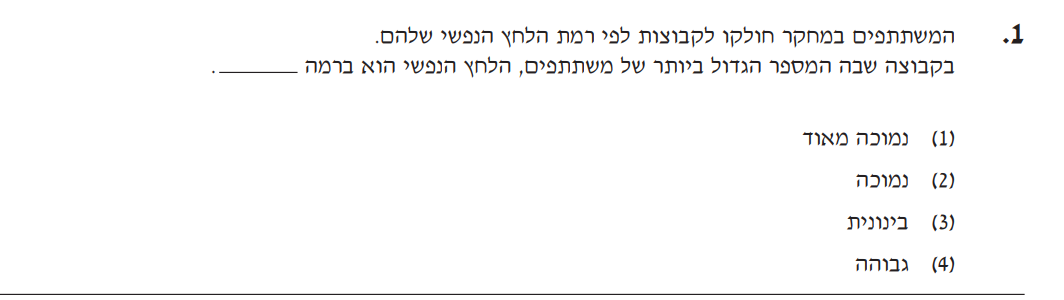 1. המשתתפים במחקר חולקו לקבוצות לפי רמת הלחץ הנפשי שלהם.
בקבוצה שבה המספר הגדול ביותר של משתתפים, הלחץ הנפשי הוא ברמה _______.
(1) נמוכה מאוד
(2) נמוכה
(3) בינונית
(4) גבוהה